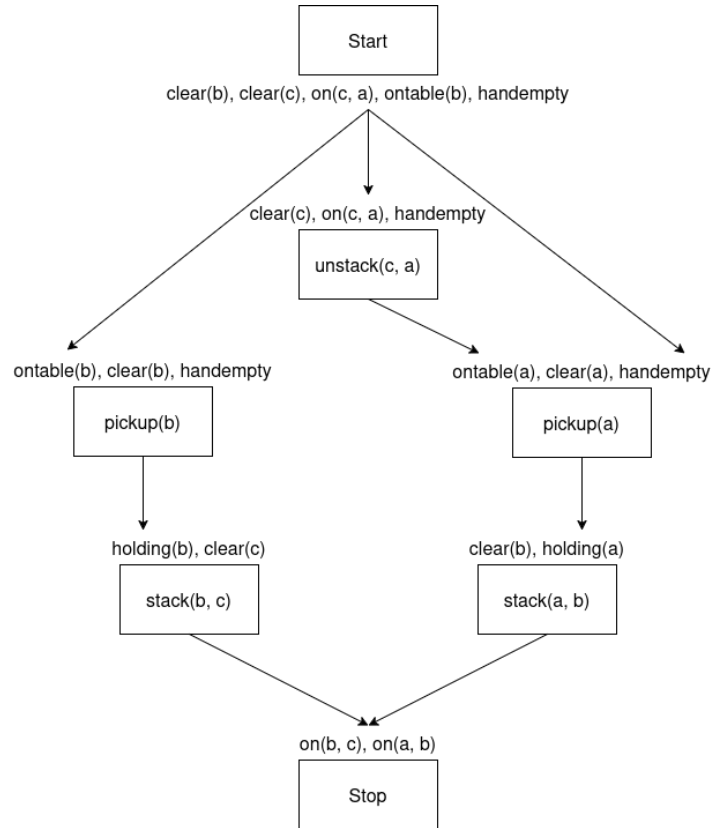 Start
clear(b), clear(c), on(c, a), ontable(b), handempty
clear(c), on(c, a), handempty
unstack(c, a)
ontable(b), clear(b), handempty
ontable(a), clear(a), handempty
pickup(b)
pickup(a)
holding(b), clear(c)
clear(b), holding(a)
stack(b, c)
stack(a, b)
on(b, c), on(a, b)
Stop